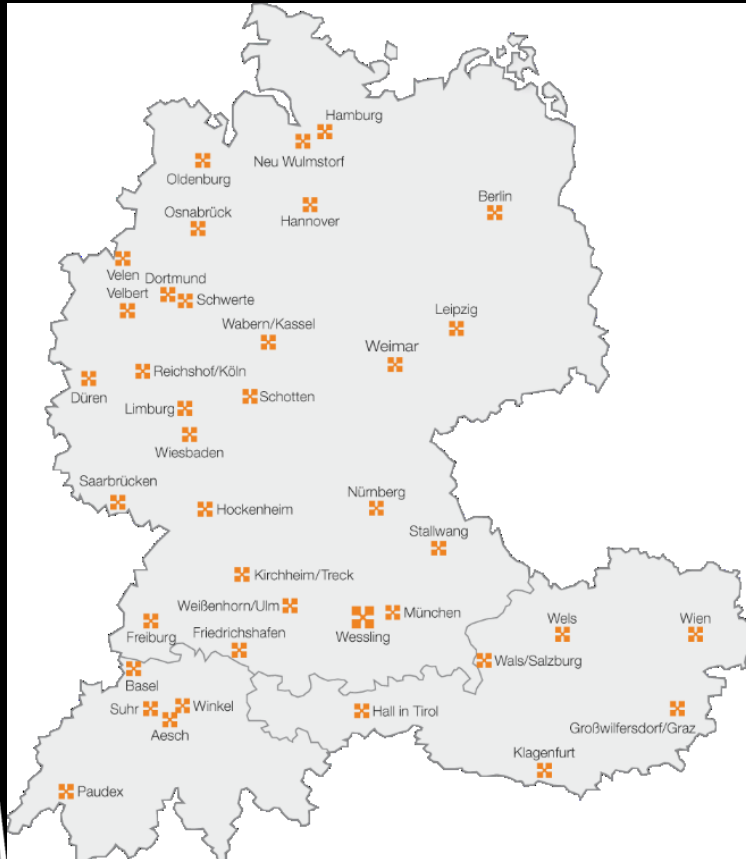 Hamburg
Neu Wulmstorf
Oldenburg
Osnabrück
Hannover
Berlin
Velen
Dortmund
Velbert
Schwerte
Leipzig
Wabern/Kassel
Weimar
Reichshof/Köln
Düren
Schotten
Limburg
Wiesbaden
Saarbrücken
Nürnberg
Hockenheim
Stallwang
Kirchheim/Treck
Weißenhorn/Ulm
München
Wessling
Freiburg
Friedrichshafen
Wels
Wien
Wals/Salzburg
Basel
Suhr
Winkel
Aesch
Hall in Tirol
Großwilfersdorf/Graz
Klagenfurt
Paudex